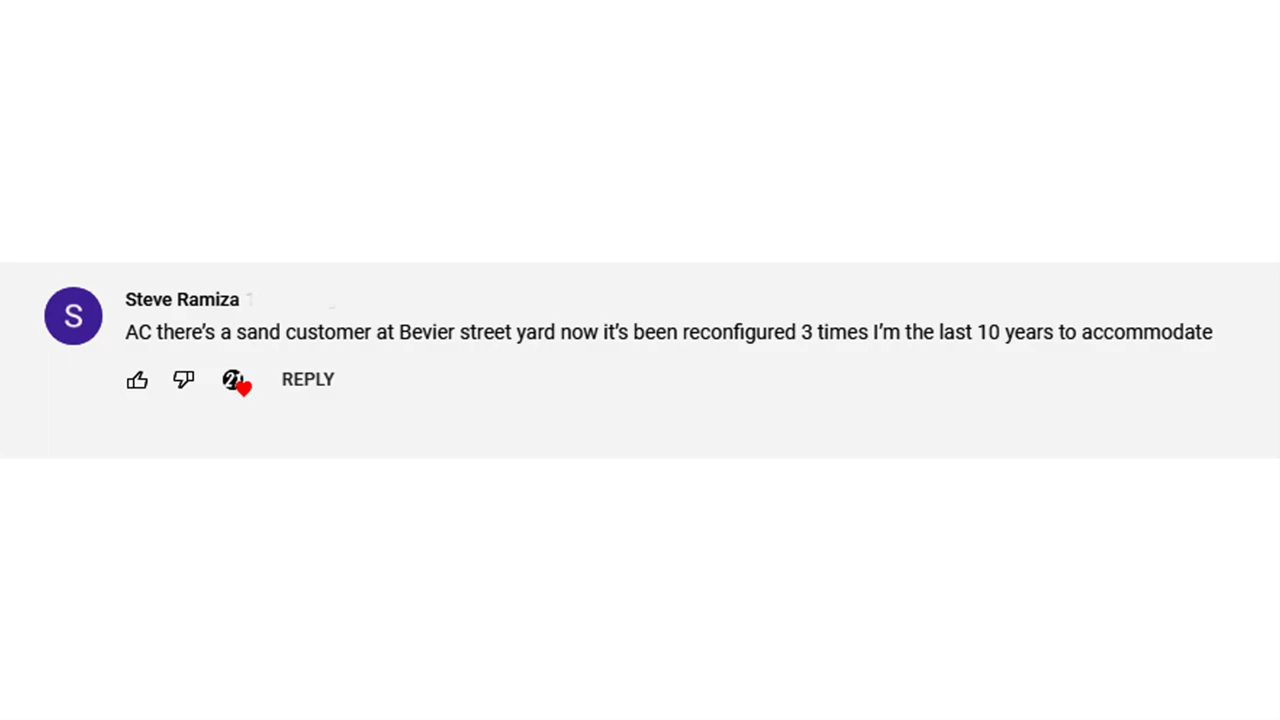 S
Steve Ramiza
AC there's a sand customer at Bevier street yard now it's been reconfigured 3 times I'm the last 10 years to accommodate
REPLY